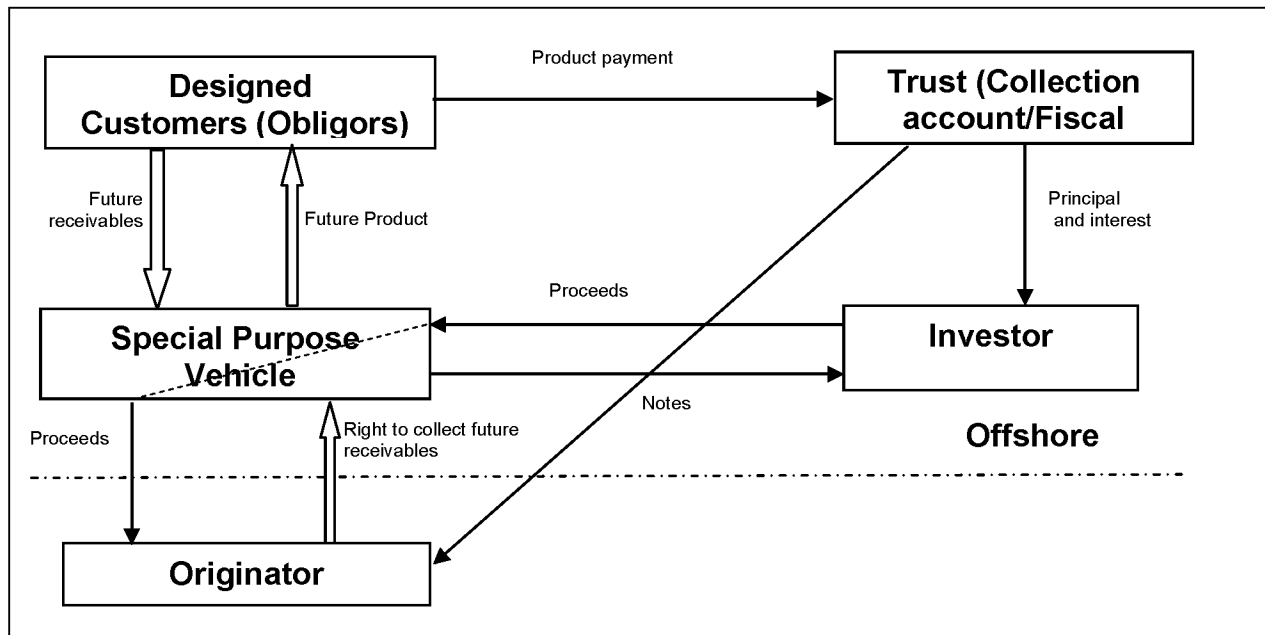 Product payment
Designed
Customers (Obligors)
Trust (Collection
account/Fiscal
Future
receivables
Future Product
Principal
and interest
Proceeds
Special Purpose
Vehicle
Investor
Notes
Proceeds
Right to collect future
receivables
Offshore
Originator